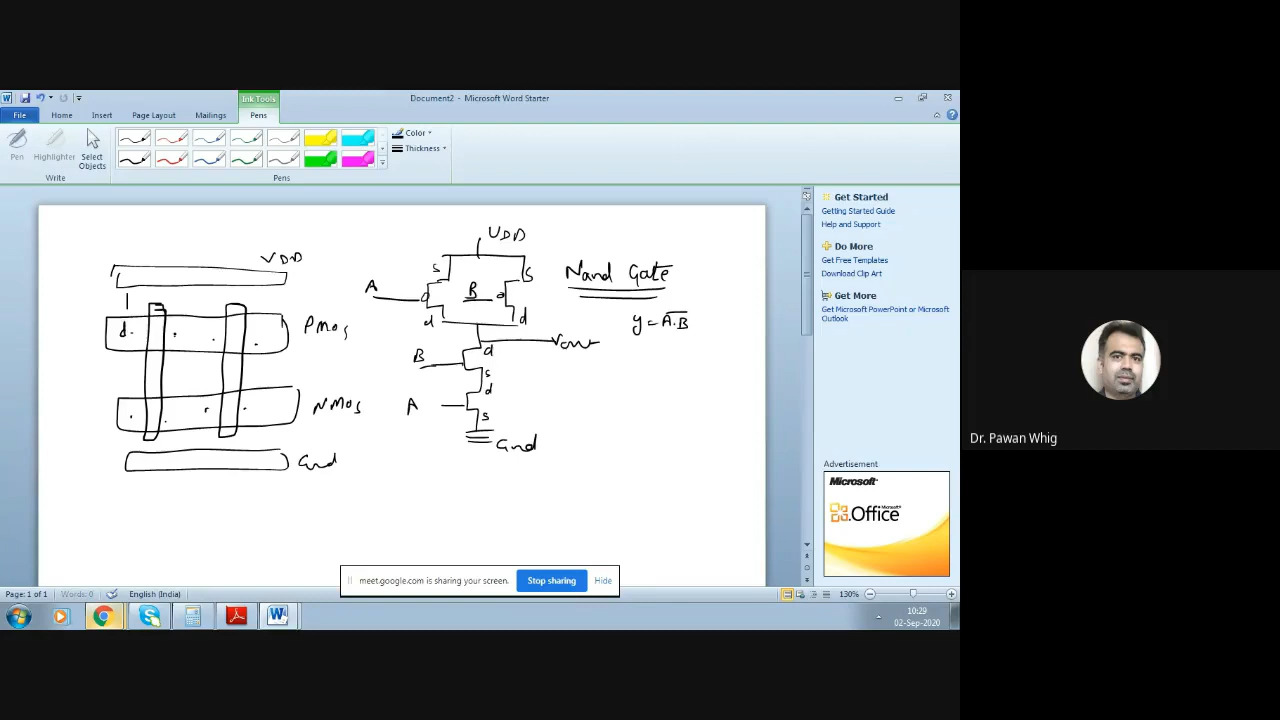 Ink Tools
Document2 - Microsoft Word Starter
File Home Insert Page Layout Mailings Pens
Pen
Highlighter
Select Objects
Write
Color
Thickness
Pens
VDD
d
PMos
NMos
Gnd
VDD
s
s
A
B
d
d
Vout
B
d
s
d
A
s
Gnd
Nand Gate
y = A.B
Get Started
Getting Started Guide
Help and Support
Do More
Get Free Templates
Download Clip Art
Get More
Get Microsoft PowerPoint or Microsoft
Outlook
Advertisement
Microsoft
Microsoft
Office
meet.google.com is sharing your screen.
Stop sharing
Hide
Page: 1 of 1
Words: 0
English (India)
130%
10:29
02-Sep-2020
Dr. Pawan Whig